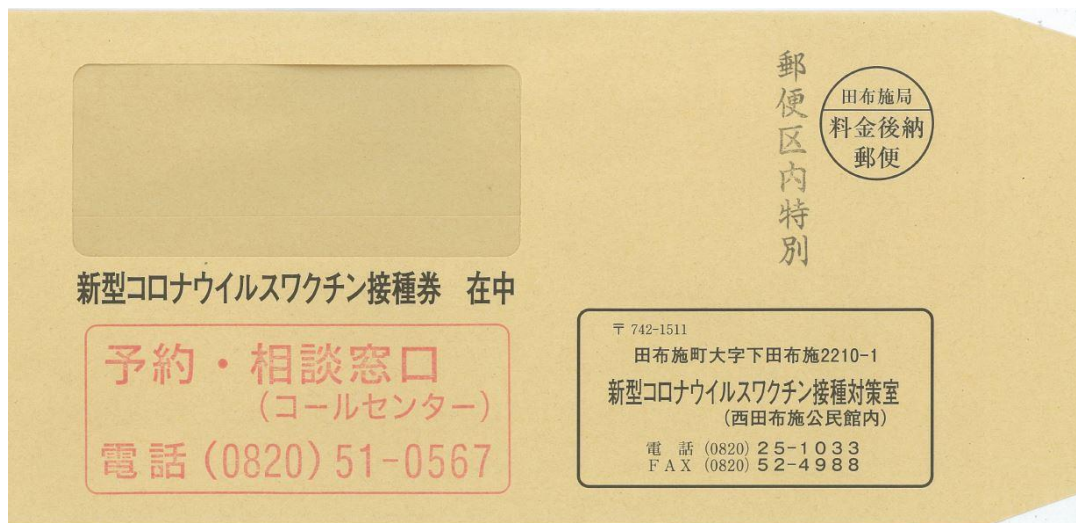 郵便区内特別
田布施局
料金後納
郵便
新型コロナウイルスワクチン接種券 在中
予約・相談窓口
(コールセンター)
電話(0820)51-0567
〒742-1511
田布施町大字下田布施2210-1
新型コロナウイルスワクチン接種対策室
(西田布施公民館内)
電 話 (0820) 25-1033
FAX (0820) 52-4988